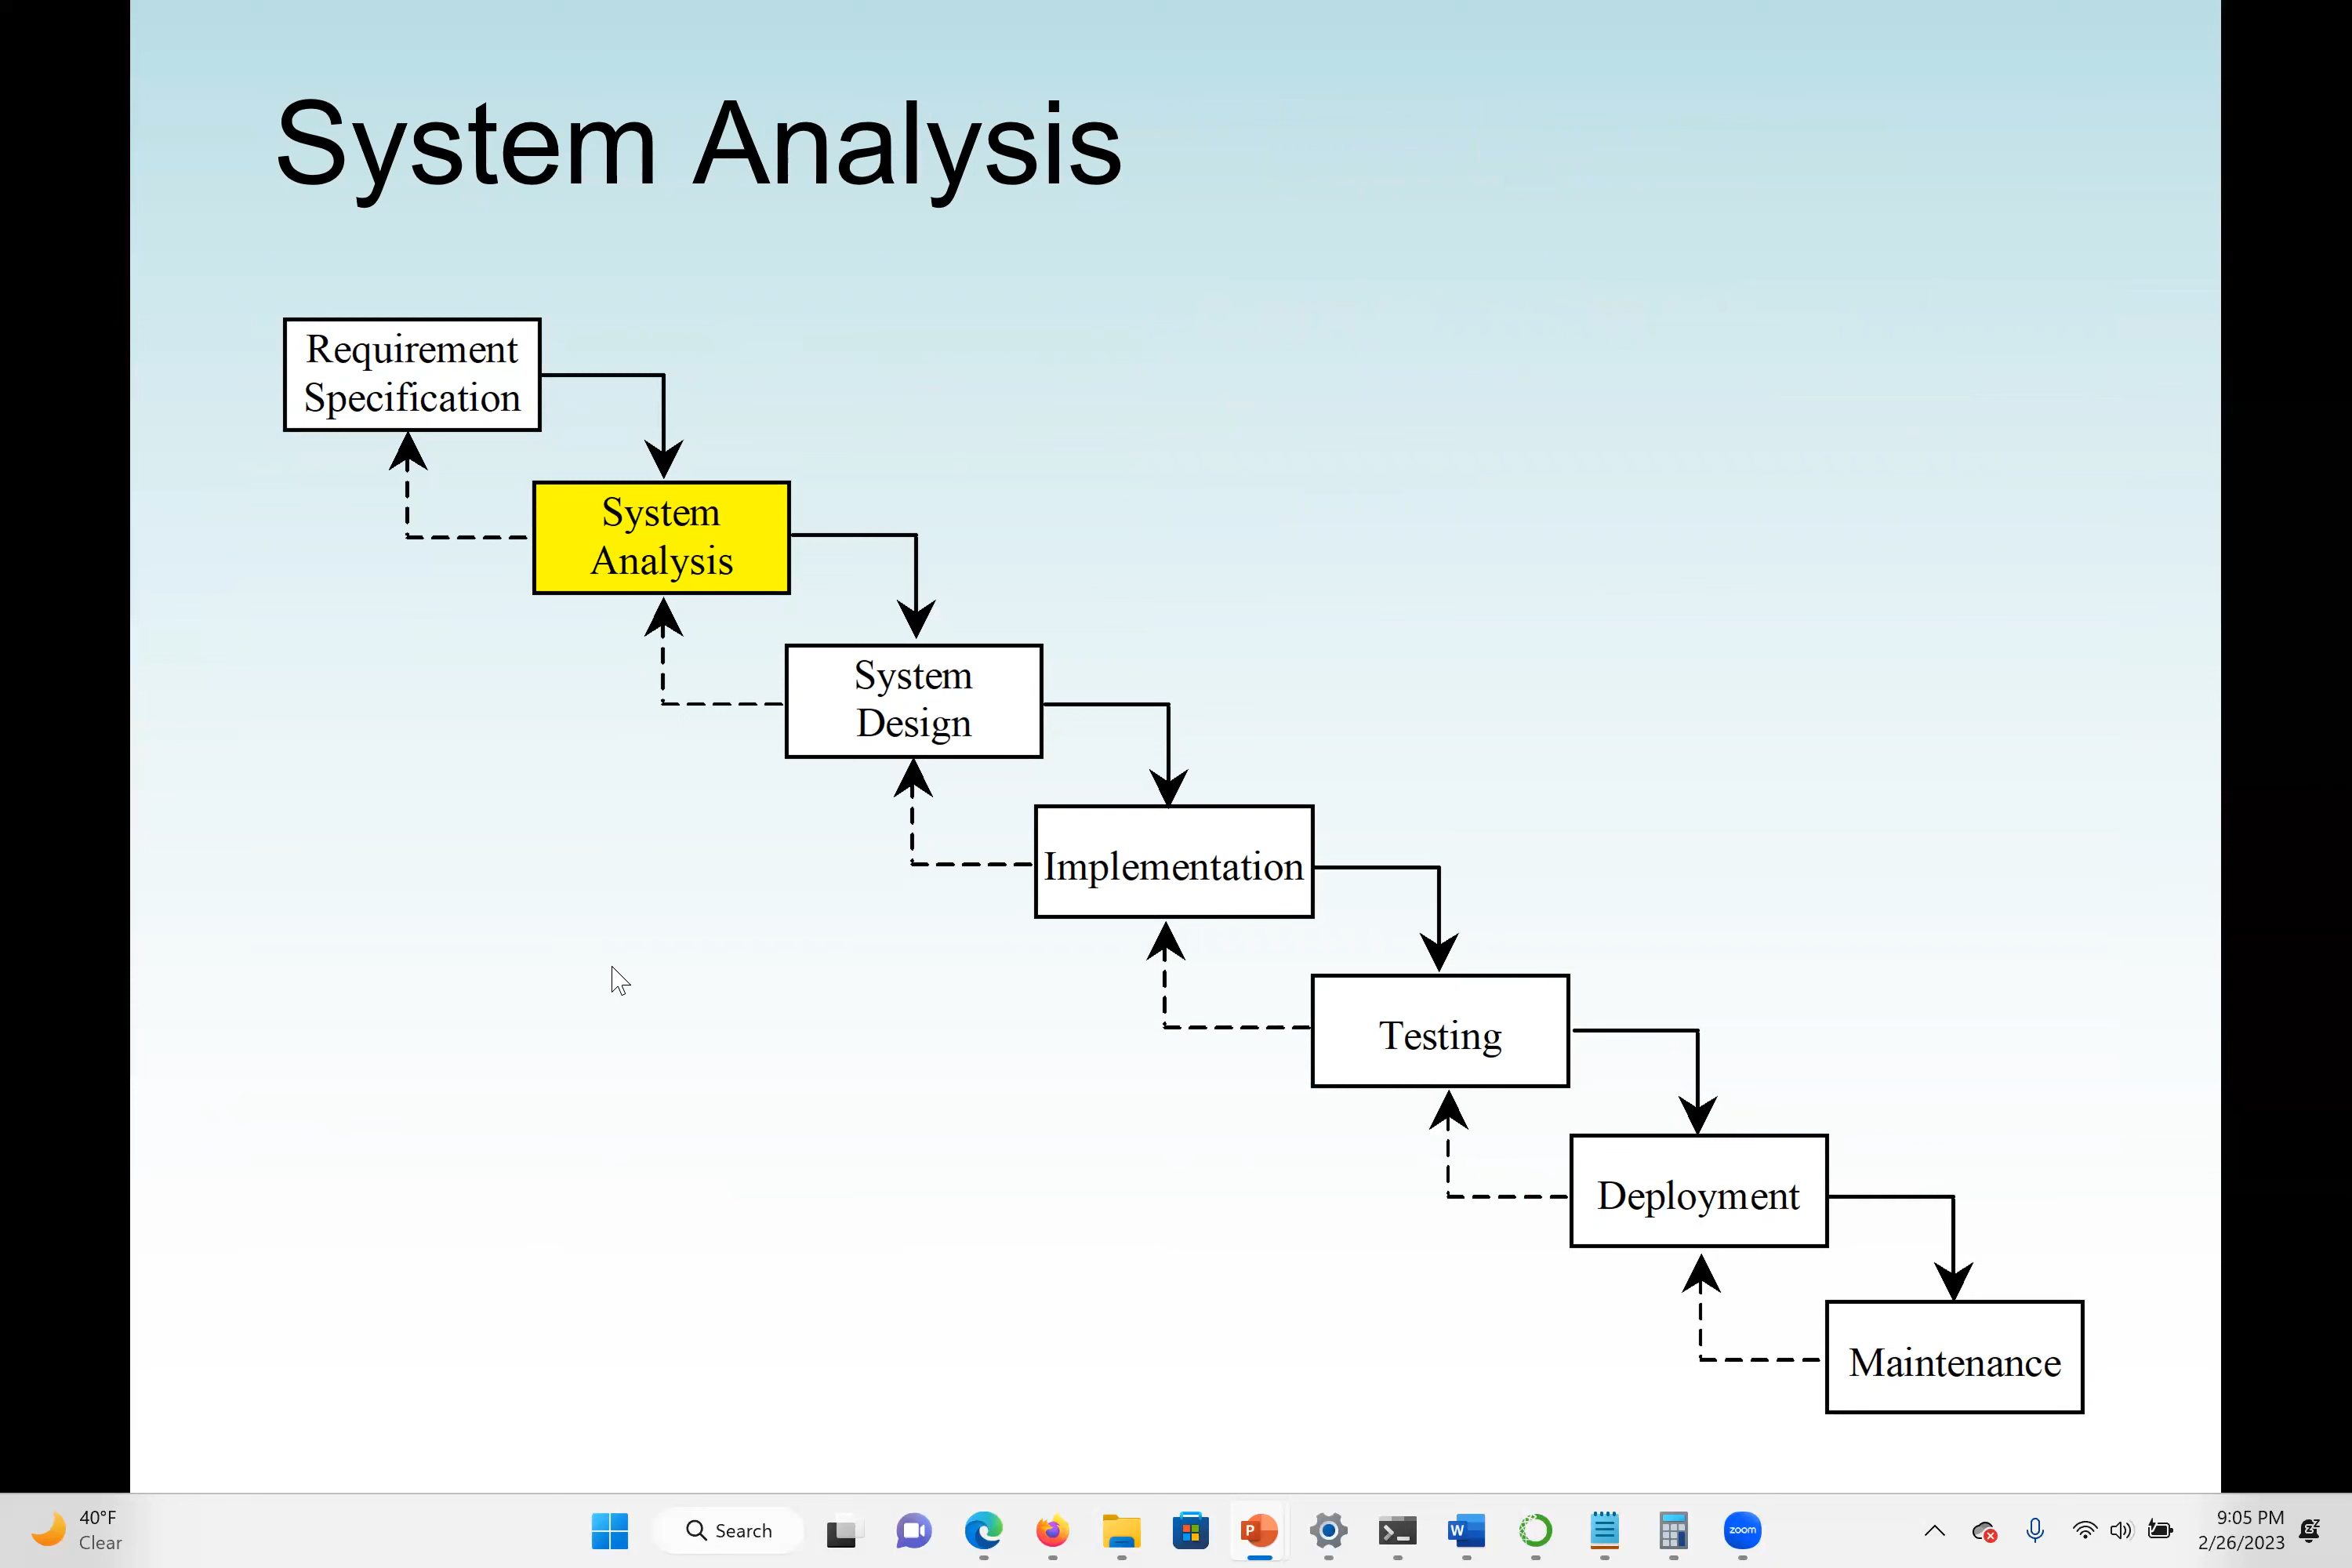 System Analysis
Requirement
Specification
System
Analysis
System
Design
Implementation
Testing
Deployment
Maintenance
40°F
Clear
Search
P
W
zoom
9:05 PM
2/26/2023